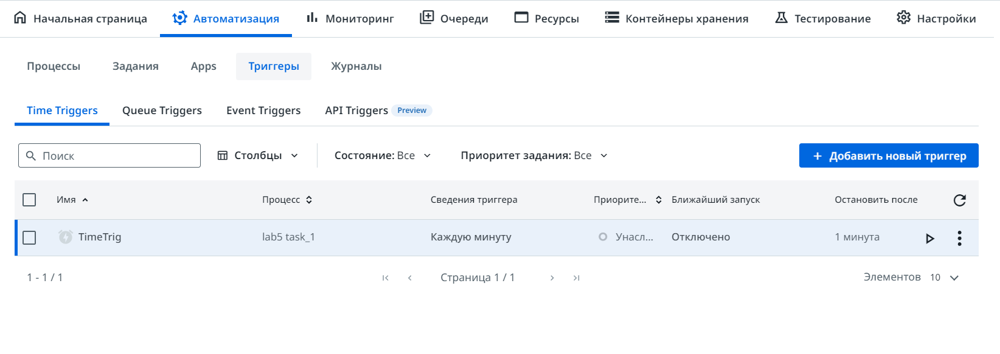 Начальная страница Автоматизация Мониторинг Очереди Ресурсы Контейнеры хранения Тестирование Настройки
Процессы Задания Apps Триггеры Журналы
Time Triggers Queue Triggers Event Triggers API Triggers Preview
Поиск Столбцы Состояние: Все Приоритет задания: Все + Добавить новый триггер
Имя Процесс Сведения триггера Приорите... Ближайший запуск Остановить после
TimeTrig lab5 task_1 Каждую минуту Унасл... Отключено 1 минута
1 - 1 / 1 Страница 1 / 1 Элементов 10